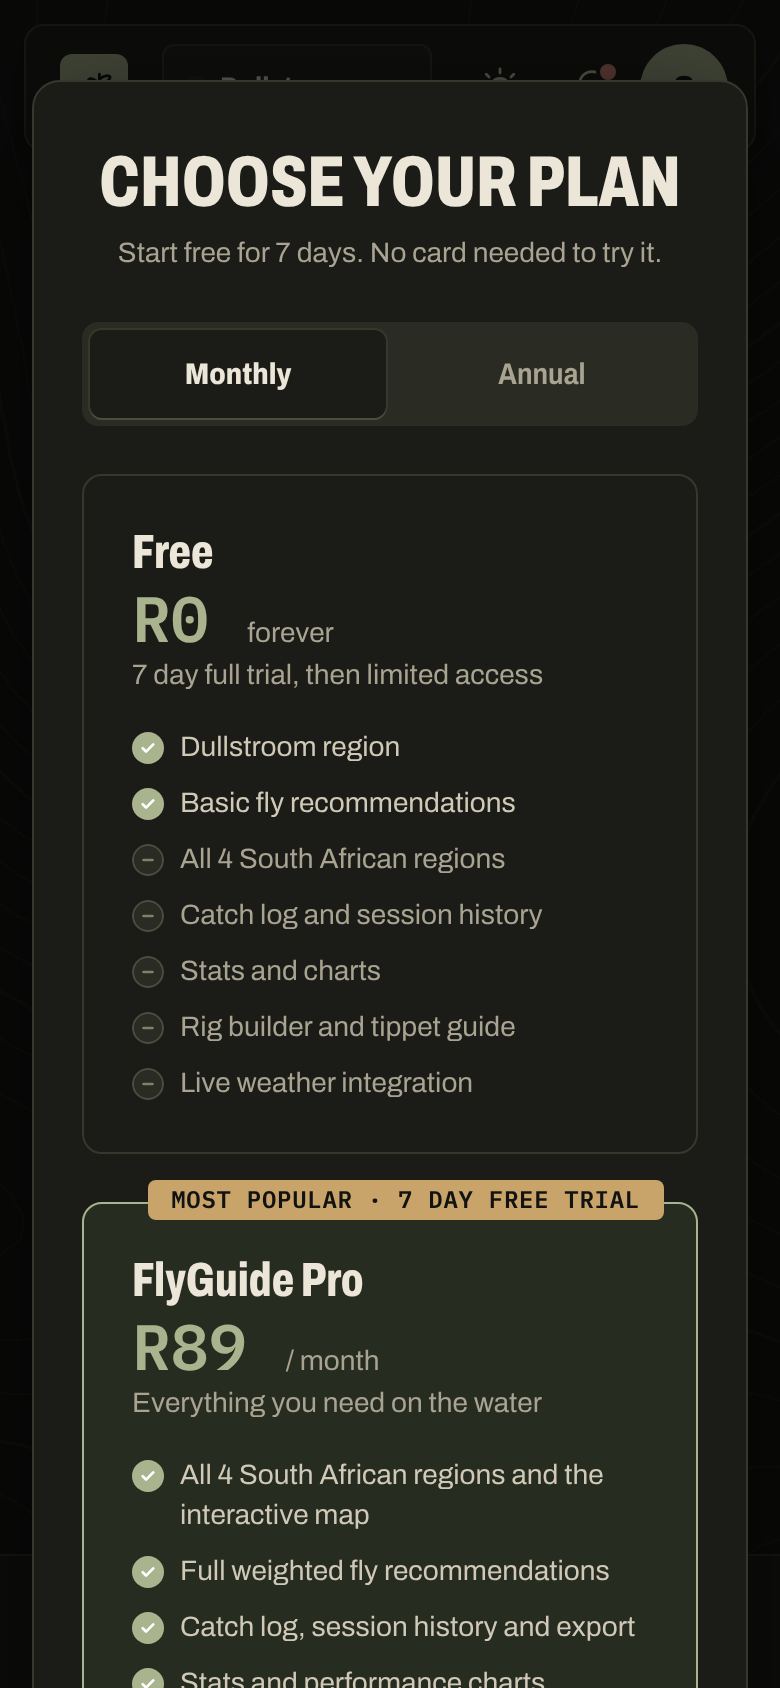 CHOOSE YOUR PLAN
Start free for 7 days. No card needed to try it.
Monthly
Annual
Free
R0 forever
7 day full trial, then limited access
Dullstroom region
Basic fly recommendations
All 4 South African regions
Catch log and session history
Stats and charts
Rig builder and tippet guide
Live weather integration
MOST POPULAR · 7 DAY FREE TRIAL
FlyGuide Pro
R89 / month
Everything you need on the water
All 4 South African regions and the
interactive map
Full weighted fly recommendations
Catch log, session history and export
Stats and performance charts